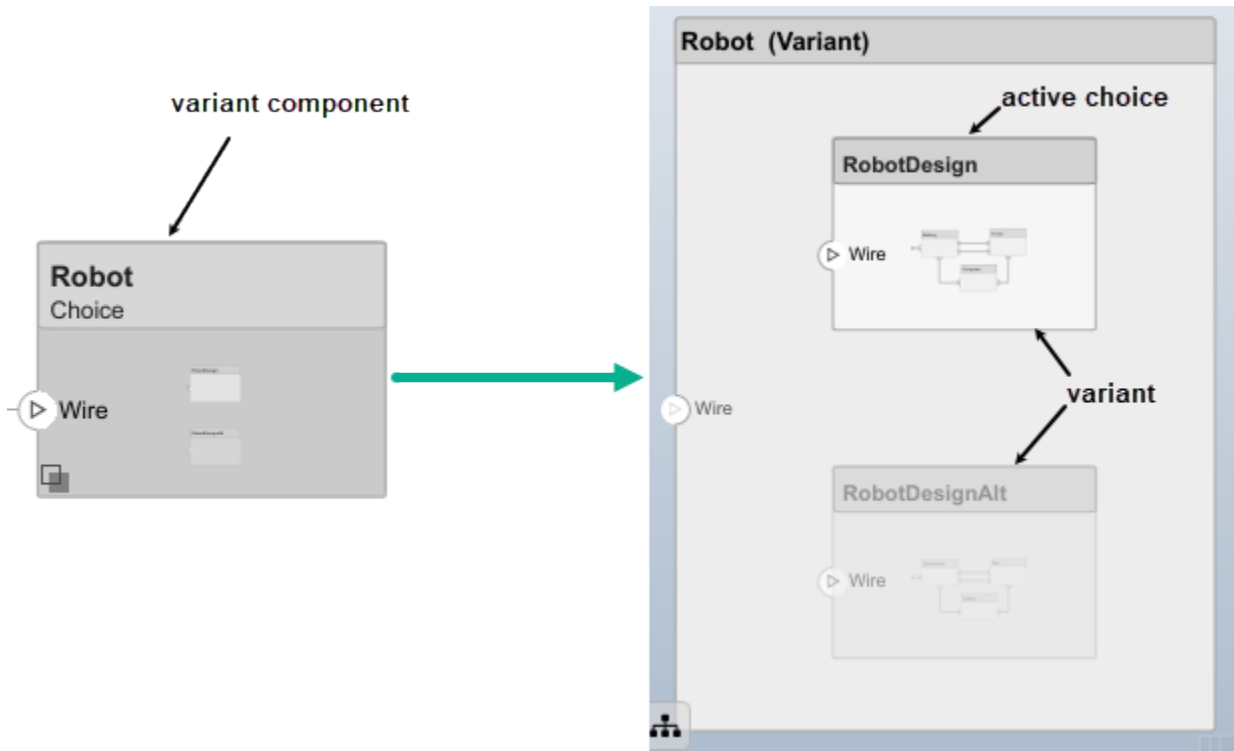 variant component
Robot
Choice
Wire
Robot (Variant)
active choice
RobotDesign
Wire
variant
Wire
RobotDesignAlt
Wire